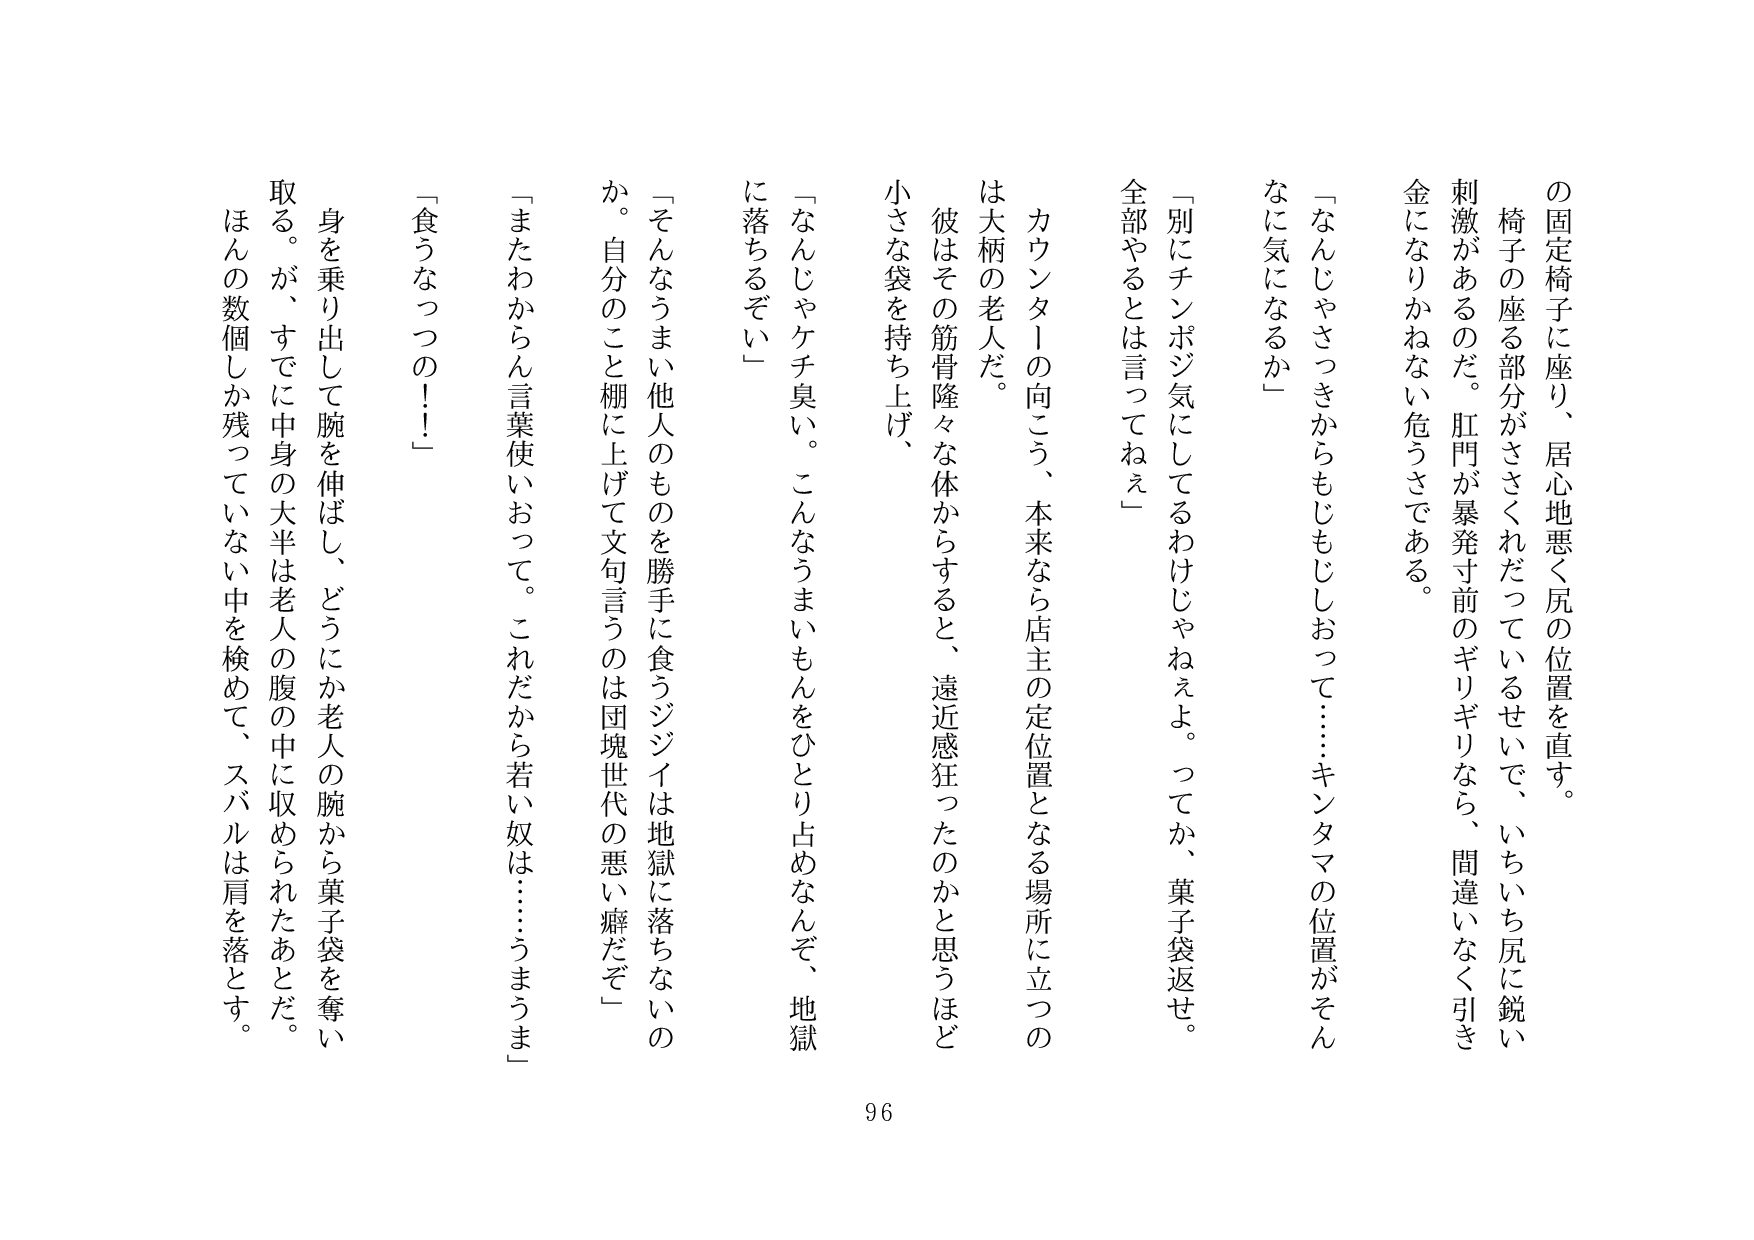 の固定椅子に座り、居心地悪く尻の位置を直す。
　椅子の座る部分がささくれだっているせいで、いちいち尻に鋭い
刺激があるのだ。肛門が暴発寸前のギリギリなら、間違いなく引き
金になりかねない危うさである。
「なんじゃさっきからもじもじしおって……キンタマの位置がそん
なに気になるか」
「別にチンポジ気にしてるわけじゃねぇよ。ってか、菓子袋返せ。
全部やるとは言ってねぇ」
　カウンターの向こう、本来なら店主の定位置となる場所に立つの
は大柄の老人だ。
　彼はその筋骨隆々な体からすると、遠近感狂ったのかと思うほど
小さな袋を持ち上げ、
「なんじゃケチ臭い。こんなうまいもんをひとり占めなんぞ、地獄
に落ちるぞい」
「そんなうまい他人のものを勝手に食うジジイは地獄に落ちないの
か。自分のこと棚に上げて文句言うのは団塊世代の悪い癖だぞ」
「またわからん言葉使いおって。これだから若い奴は……うまうま」
「食うなっつの！！」
　身を乗り出して腕を伸ばし、どうにか老人の腕から菓子袋を奪い
取る。が、すでに中身の大半は老人の腹の中に収められたあとだ。
　ほんの数個しか残っていない中を検めて、スバルは肩を落とす。
96